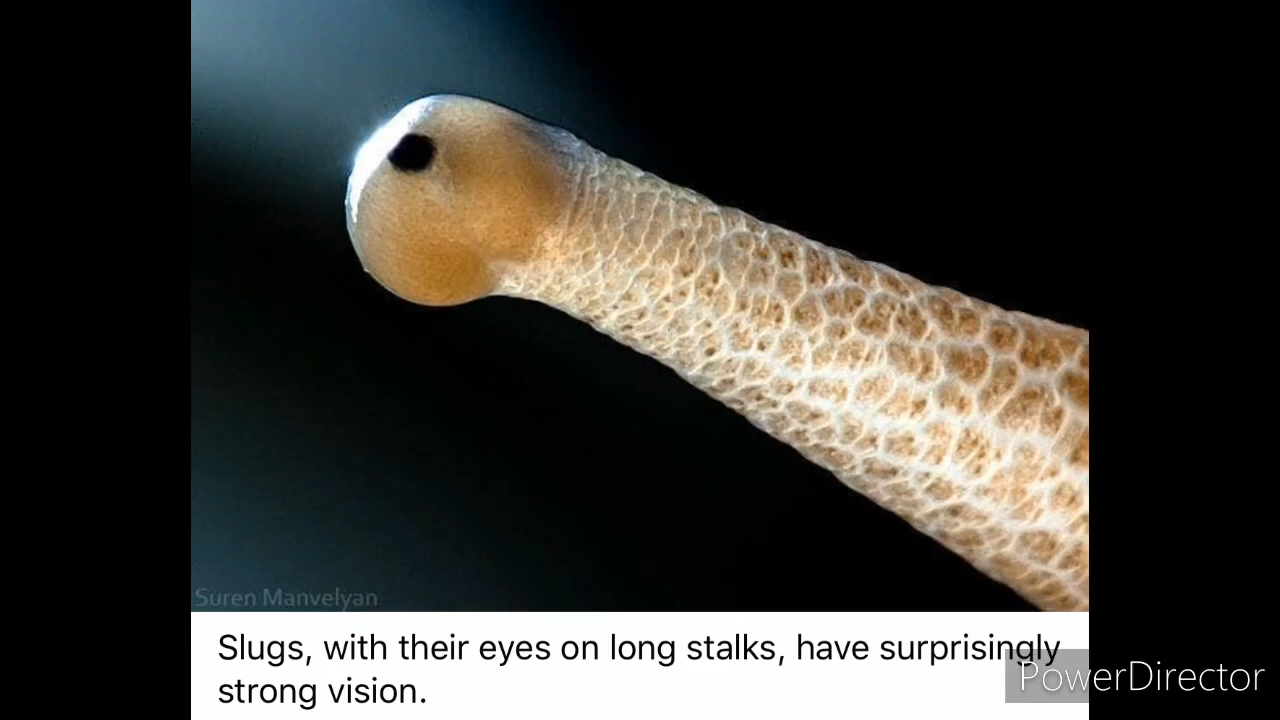 Suren Manvelyan
Slugs, with their eyes on long stalks, have surprisingly
strong vision.
PowerDirector